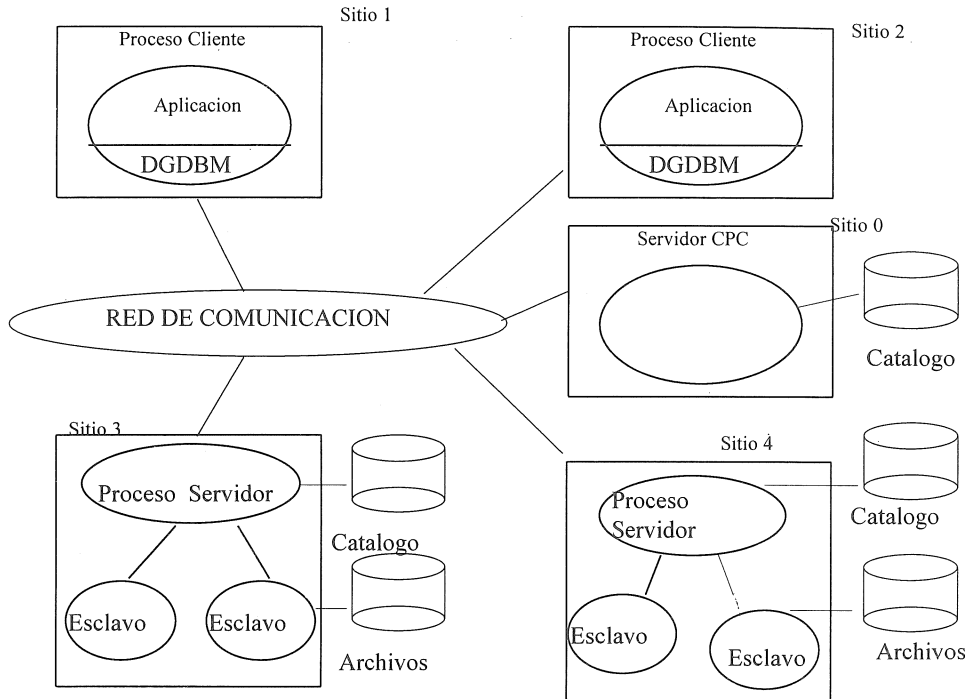 Sitio 1
Proceso Cliente
Aplicacion
DGDBM
Sitio 2
Proceso Cliente
Aplicacion
DGDBM
Sitio 0
Servidor CPC
Catalogo
RED DE COMUNICACION
Sitio 3
Proceso Servidor
Catalogo
Esclavo
Esclavo
Archivos
Sitio 4
Proceso
Servidor
Catalogo
Esclavo
Esclavo
Archivos